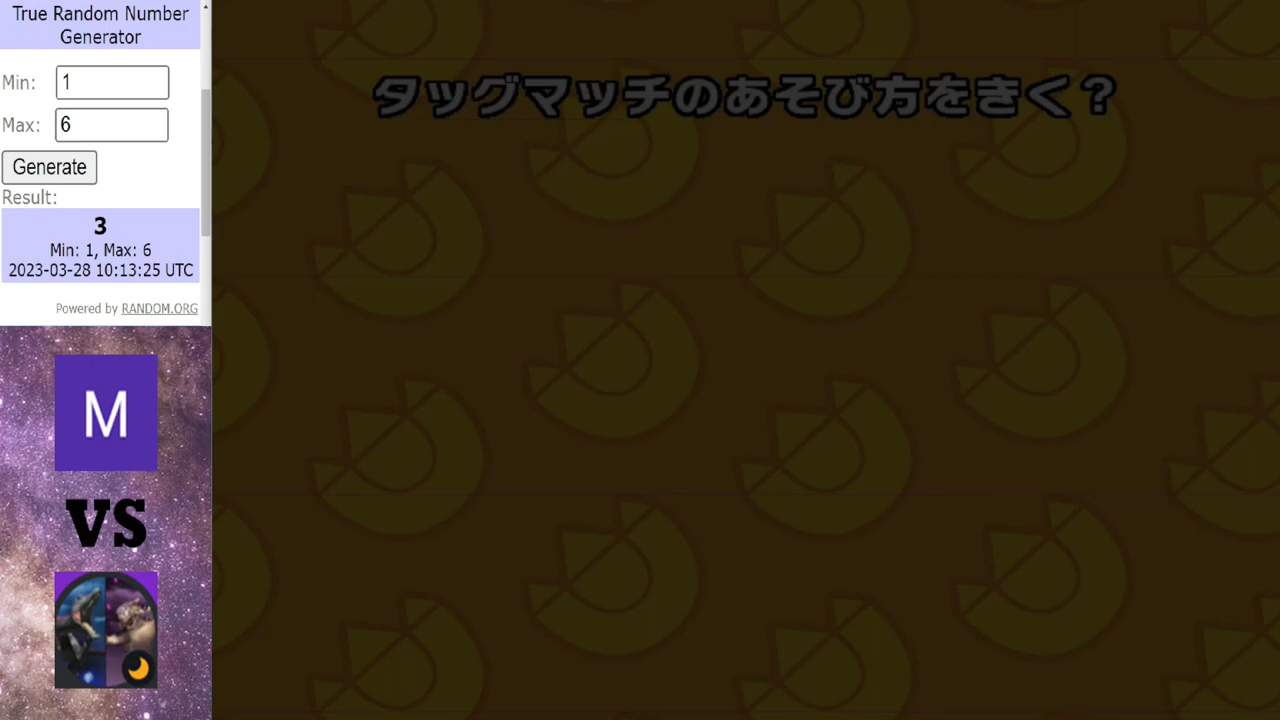 True Random Number
Generator
Min: 1
Max: 6
Generate
Result:
3
Min: 1, Max: 6
2023-03-28 10:13:25 UTC
Powered by RANDOM.ORG
M
VS
タッグマッチのあそび方をきく？